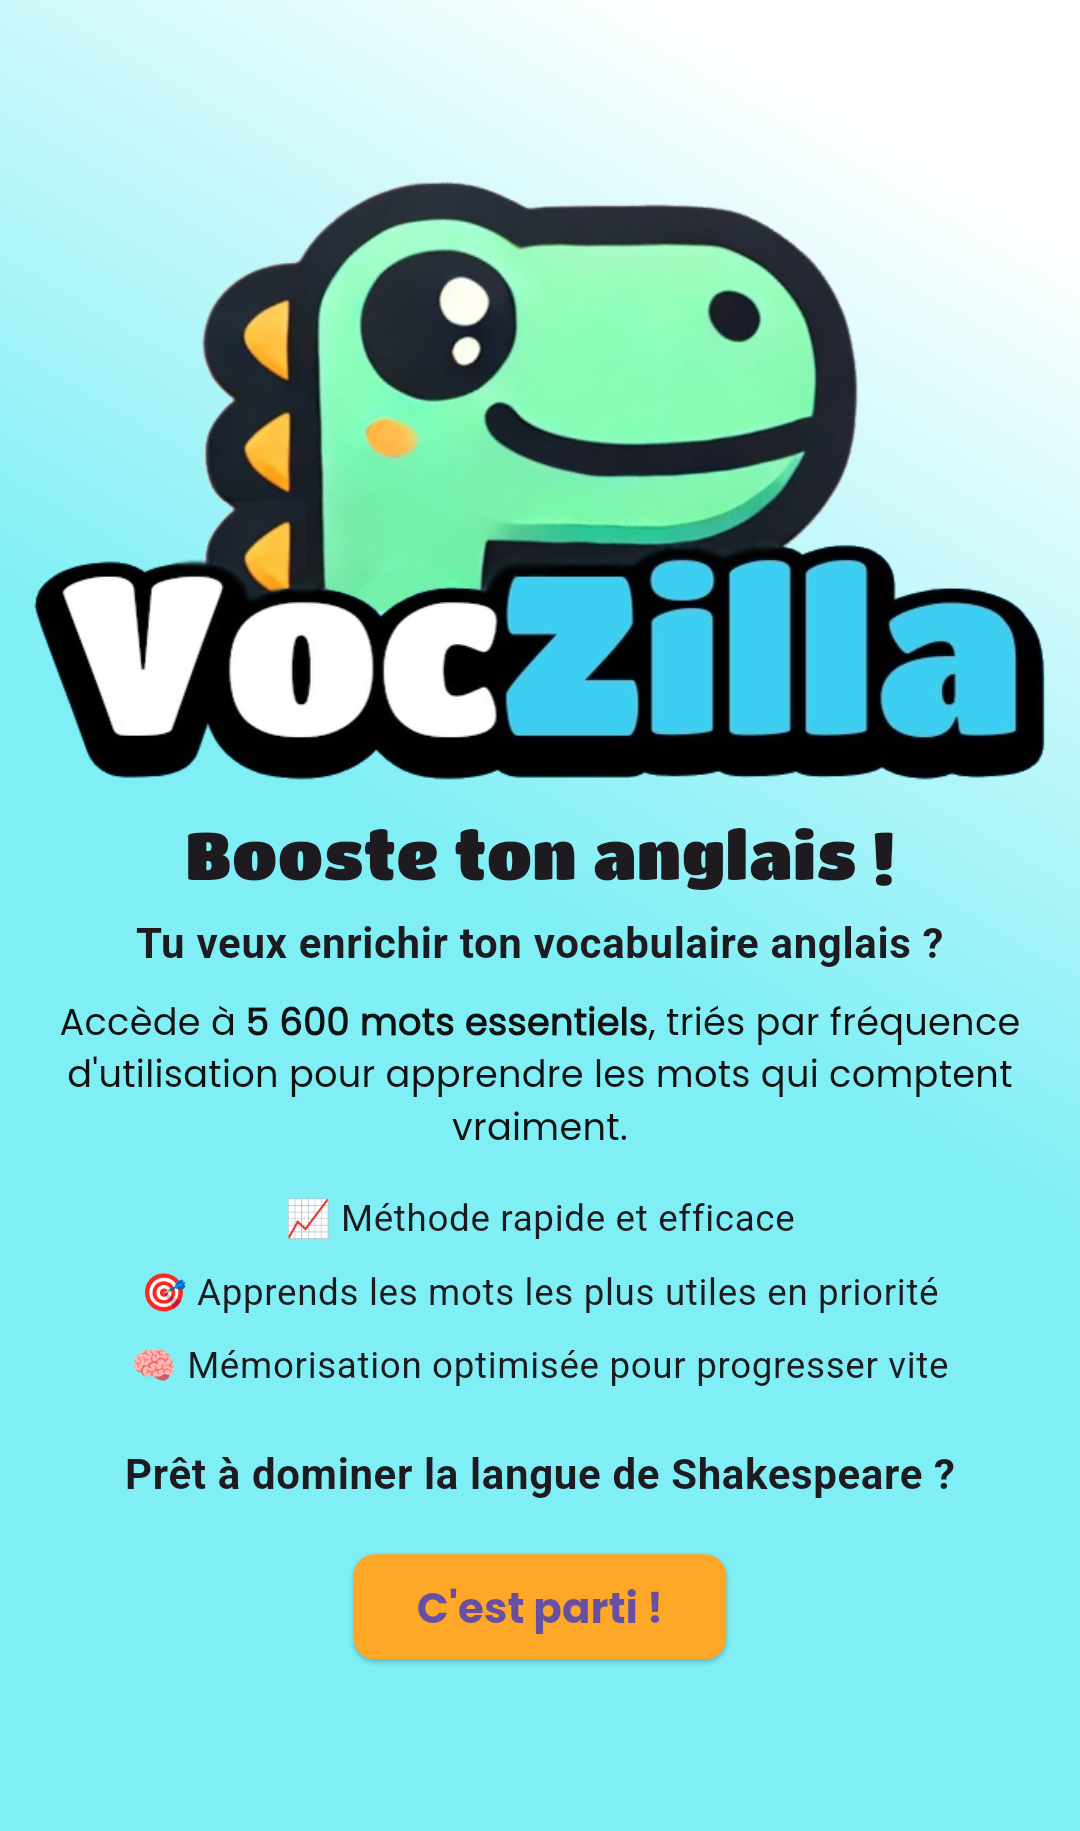 VocZilla
Booste ton anglais !
Tu veux enrichir ton vocabulaire anglais ?
Accède à 5 600 mots essentiels, triés par fréquence
d'utilisation pour apprendre les mots qui comptent
vraiment.
📈 Méthode rapide et efficace
🎯 Apprends les mots les plus utiles en priorité
🧠 Mémorisation optimisée pour progresser vite
Prêt à dominer la langue de Shakespeare ?
C'est parti !